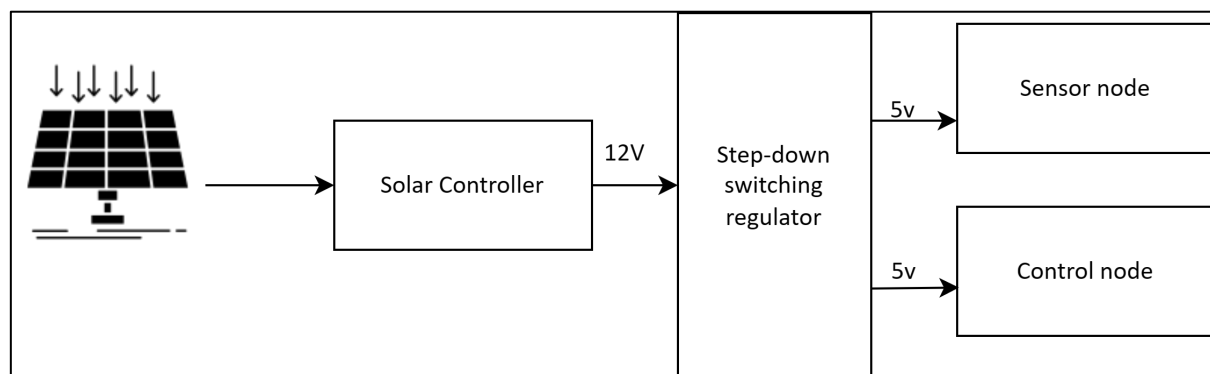 Solar Controller
12V
Step-down
switching
regulator
5v
Sensor node
5v
Control node